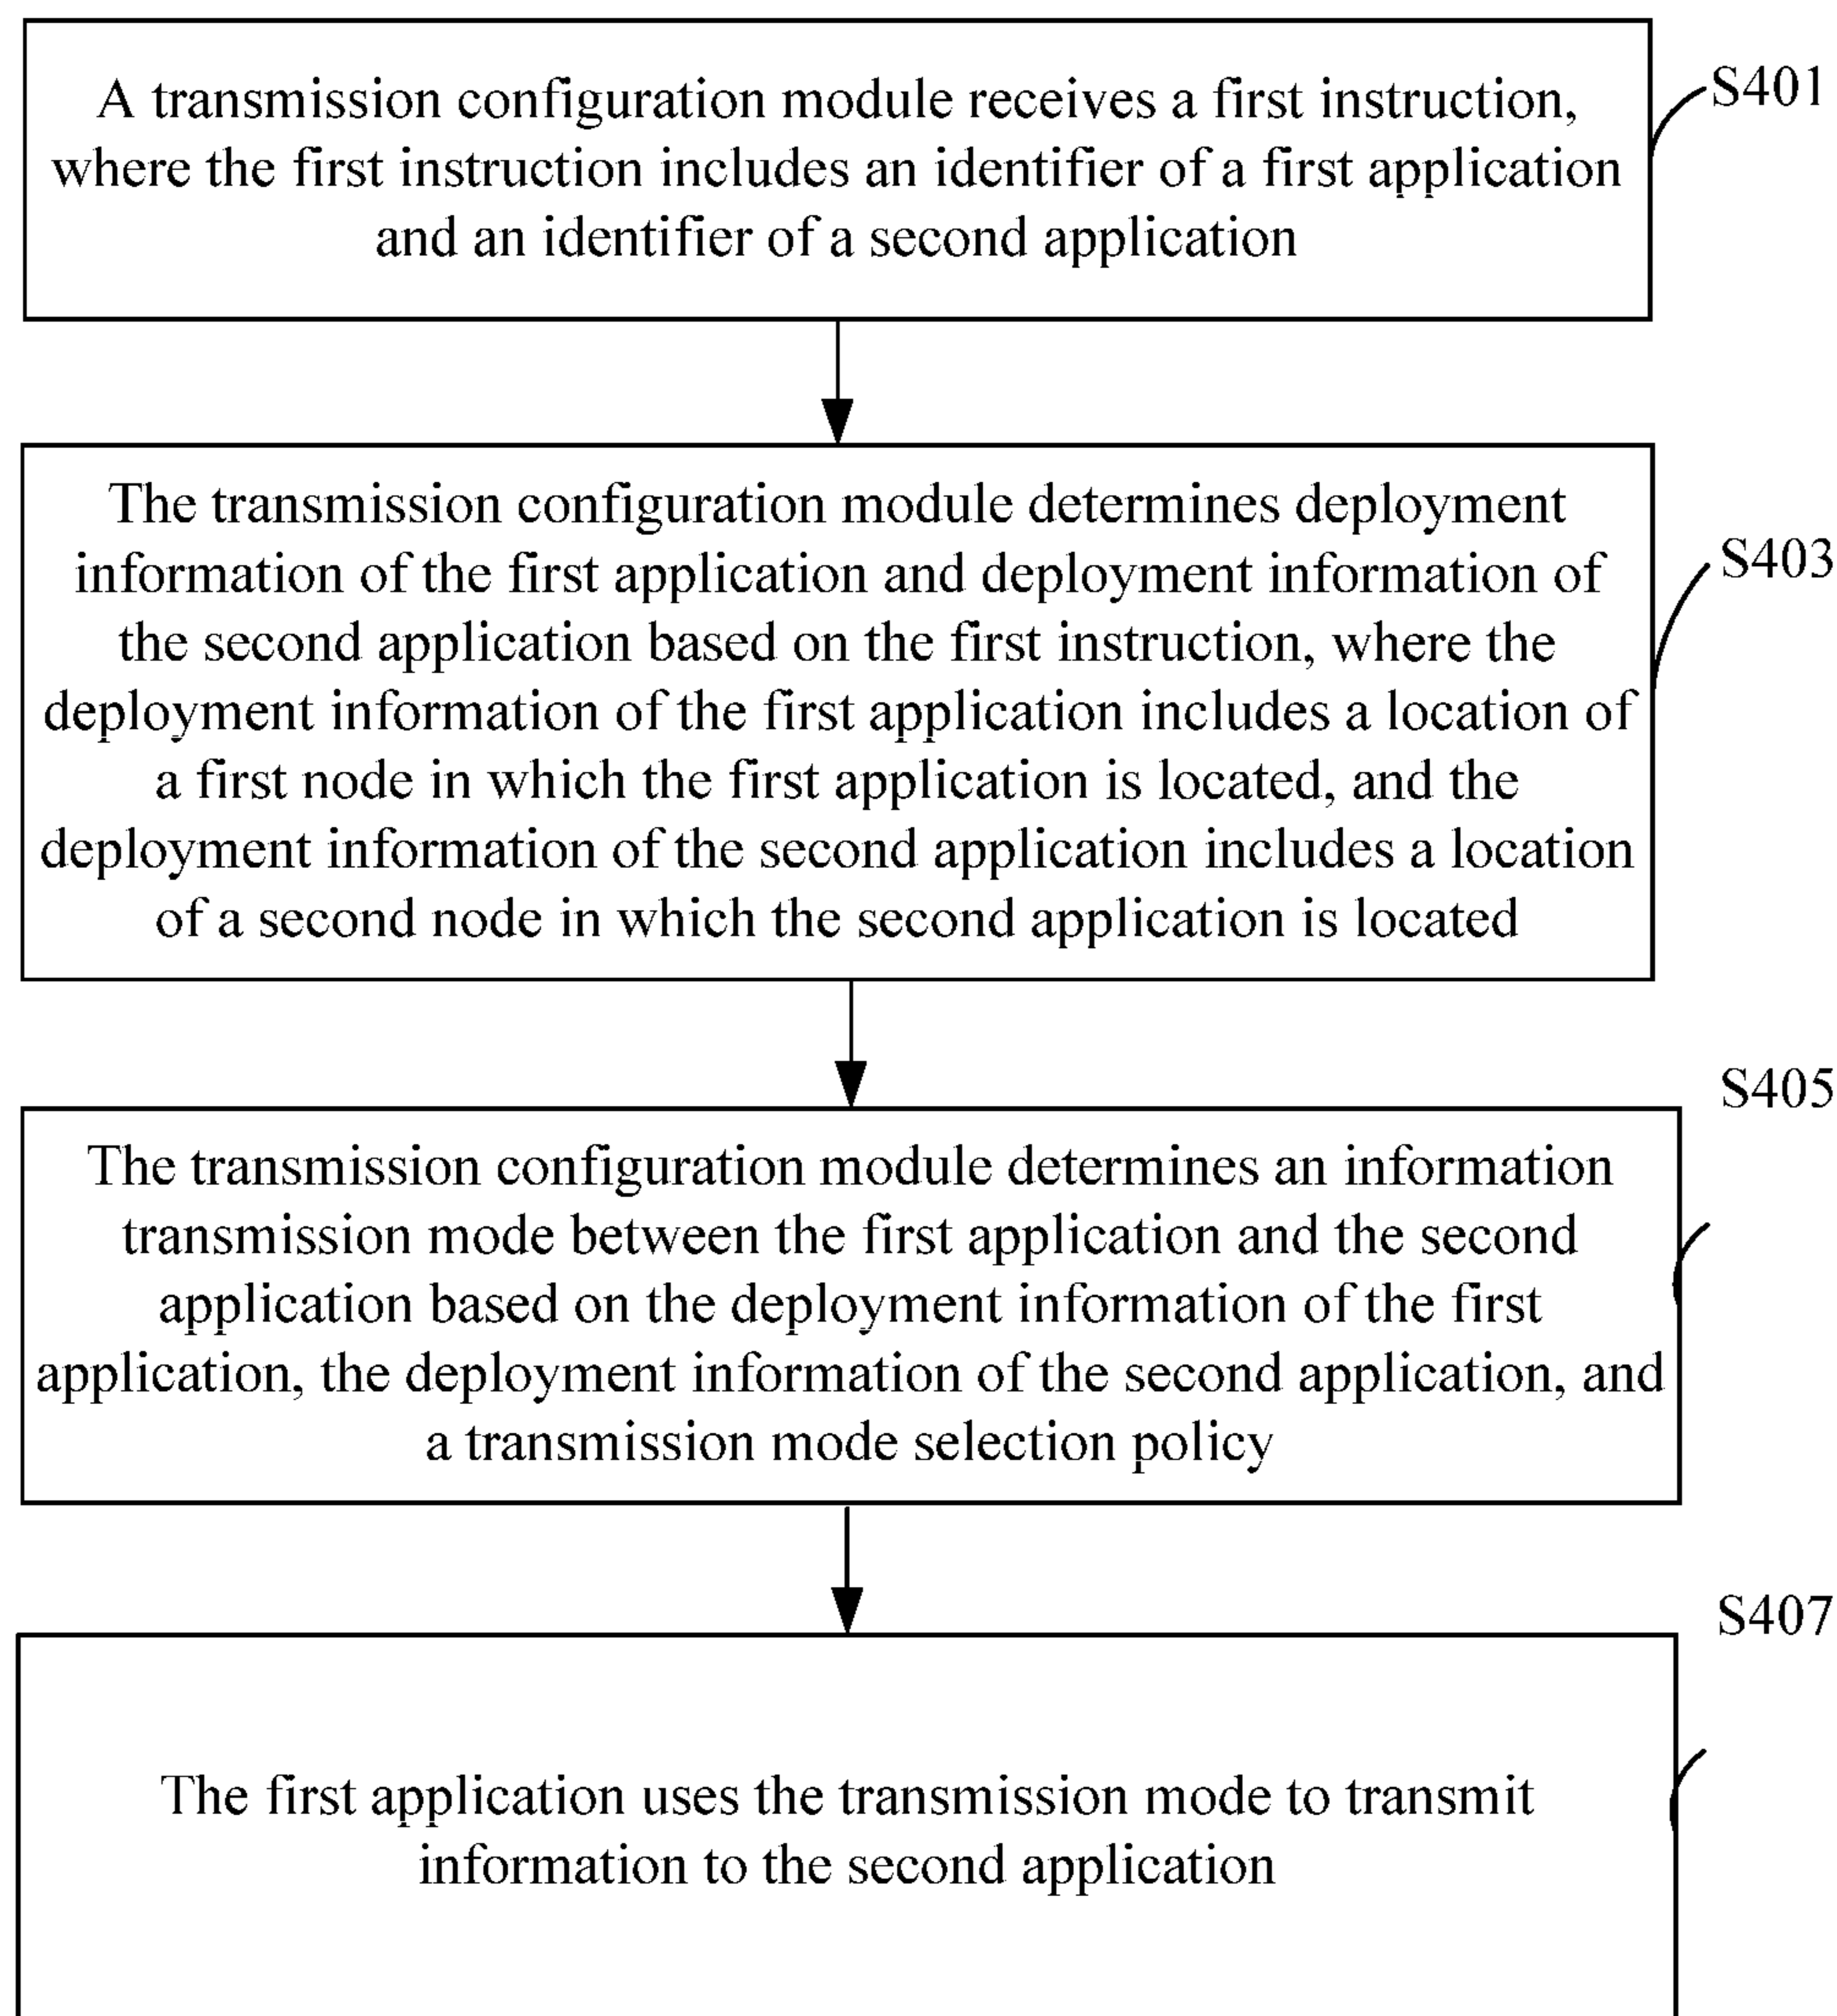 A transmission configuration module receives a first instruction,
where the first instruction includes an identifier of a first application
and an identifier of a second application
S401
The transmission configuration module determines deployment
information of the first application and deployment information of
the second application based on the first instruction, where the
deployment information of the first application includes a location of
a first node in which the first application is located, and the
deployment information of the second application includes a location
of a second node in which the second application is located
S403
The transmission configuration module determines an information
transmission mode between the first application and the second
application based on the deployment information of the first
application, the deployment information of the second application, and
a transmission mode selection policy
S405
The first application uses the transmission mode to transmit
information to the second application
S407